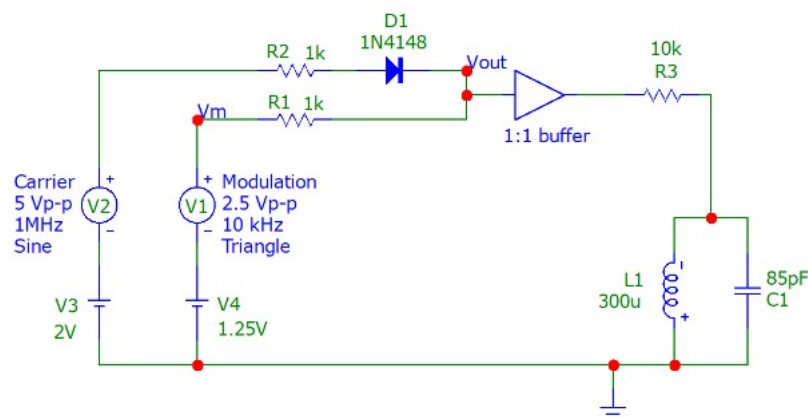 D1
1N4148
R2 1k
Vout
10k
R3
Vm
R1 1k
1:1 buffer
Carrier
5 Vp-p
1MHz
Sine
+
V2
-
+
V1
-
Modulation
2.5 Vp-p
10 kHz
Triangle
V3
2V
V4
1.25V
L1
300u
-
+
85pF
C1